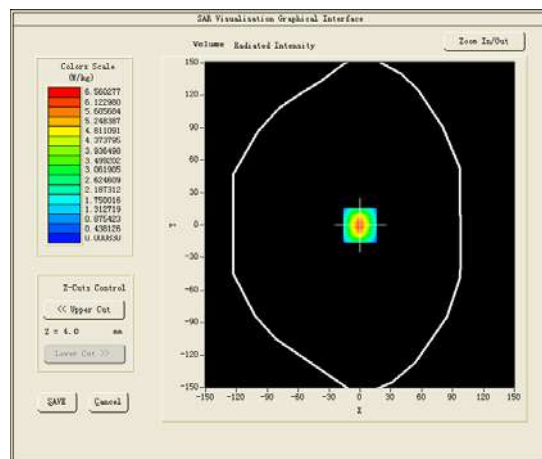 SAR Visualisation Graphical Interface
Volume Radiated Intensity
Zoom In/Out
Colors Scale
(W/kg)
6.560277
6.122980
5.685684
5.248387
4.811091
4.373795
3.936498
3.499202
3.061905
2.624609
2.187312
1.750016
1.312719
0.875423
0.438126
0.000830
Z-Cuts Control
<< Upper Cut
Z = 4.0 mm
Lower Cut >>
SAVE
Cancel
150
120
90
60
30
0
-30
-60
-90
-120
-150
Y
-150 -120 -90 -60 -30 0 30 60 90 120 150
X